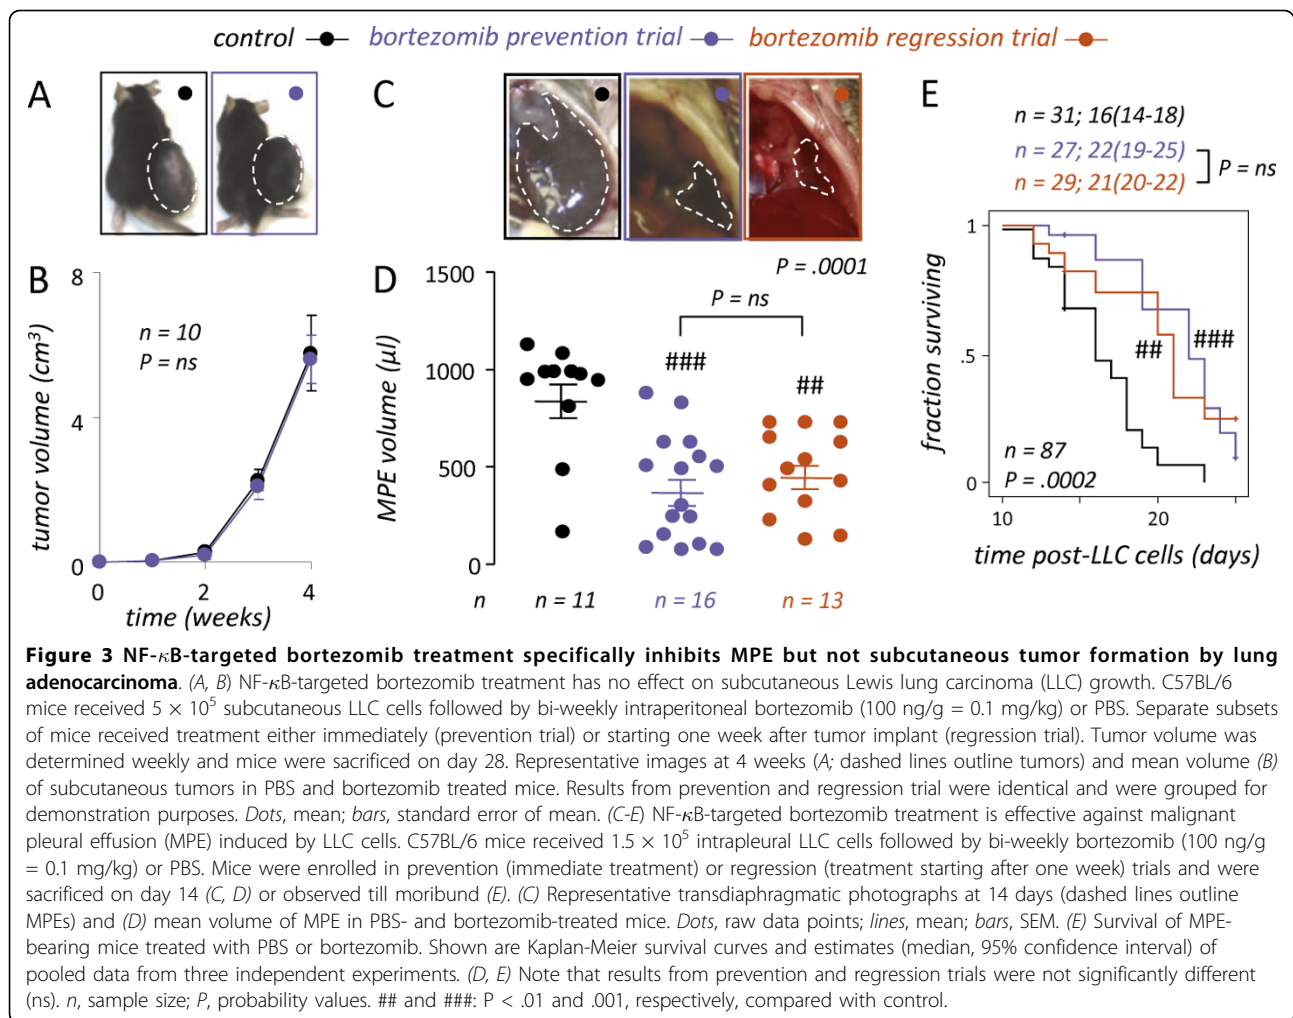 control bortezomib prevention trial bortezomib regression trial
A
C
E
n = 31; 16(14-18)
n = 27; 22(19-25)
P = ns
n = 29; 21(20-22)
B
8
4
0
tumor volume (cm³)
n = 10
P = ns
0 2 4
time (weeks)
D
P = .0001
P = ns
1500
1000
500
0
MPE volume (µl)
###
##
n n = 11 n = 16 n = 13
1
.5
0
fraction surviving
##
###
n = 87
P = .0002
10 20
time post-LLC cells (days)
Figure 3 NF-κB-targeted bortezomib treatment specifically inhibits MPE but not subcutaneous tumor formation by lung
adenocarcinoma. (A, B) NF-κB-targeted bortezomib treatment has no effect on subcutaneous Lewis lung carcinoma (LLC) growth. C57BL/6
mice received 5 × 10⁵ subcutaneous LLC cells followed by bi-weekly intraperitoneal bortezomib (100 ng/g = 0.1 mg/kg) or PBS. Separate subsets
of mice received treatment either immediately (prevention trial) or starting one week after tumor implant (regression trial). Tumor volume was
determined weekly and mice were sacrificed on day 28. Representative images at 4 weeks (A; dashed lines outline tumors) and mean volume (B)
of subcutaneous tumors in PBS and bortezomib treated mice. Results from prevention and regression trial were identical and were grouped for
demonstration purposes. Dots, mean; bars, standard error of mean. (C-E) NF-κB-targeted bortezomib treatment is effective against malignant
pleural effusion (MPE) induced by LLC cells. C57BL/6 mice received 1.5 × 10⁵ intrapleural LLC cells followed by bi-weekly bortezomib (100 ng/g
= 0.1 mg/kg) or PBS. Mice were enrolled in prevention (immediate treatment) or regression (treatment starting after one week) trials and were
sacrificed on day 14 (C, D) or observed till moribund (E). (C) Representative transdiaphragmatic photographs at 14 days (dashed lines outline
MPEs) and (D) mean volume of MPE in PBS- and bortezomib-treated mice. Dots, raw data points; lines, mean; bars, SEM. (E) Survival of MPE-
bearing mice treated with PBS or bortezomib. Shown are Kaplan-Meier survival curves and estimates (median, 95% confidence interval) of
pooled data from three independent experiments. (D, E) Note that results from prevention and regression trials were not significantly different
(ns). n, sample size; P, probability values. ## and ###: P < .01 and .001, respectively, compared with control.